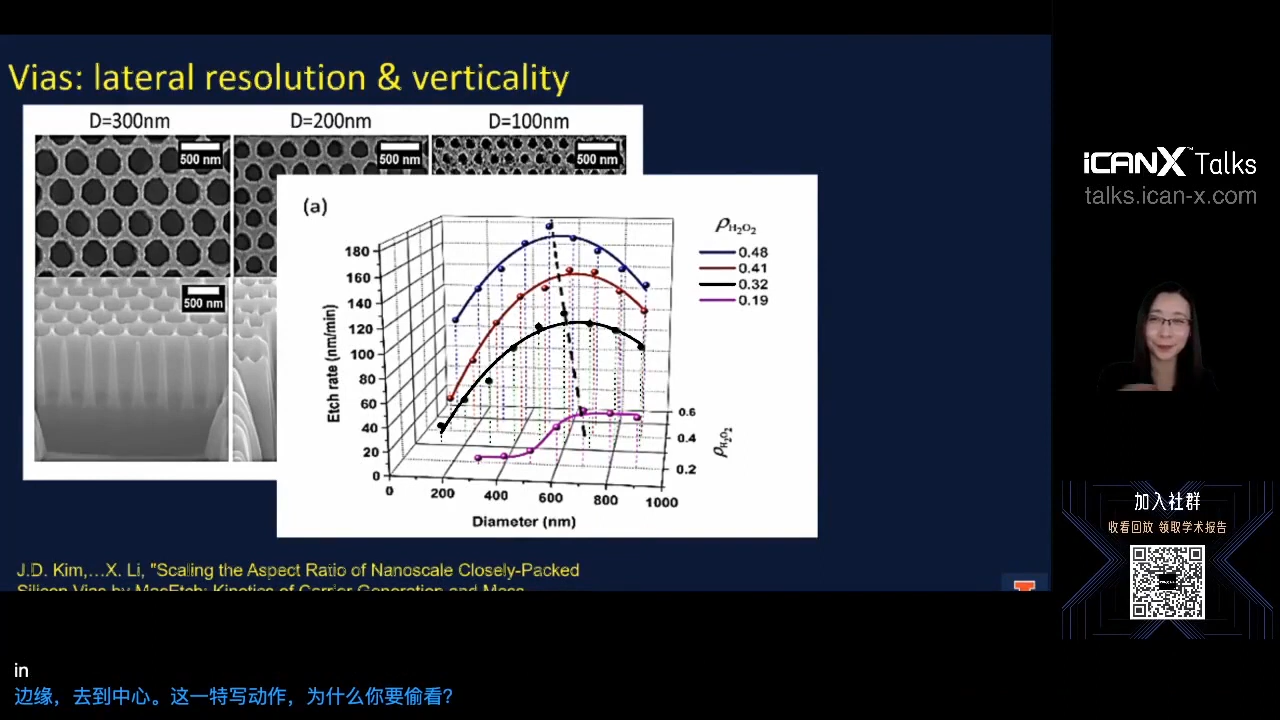 Vias: lateral resolution & verticality
D=300nm
D=200nm
D=100nm
500 nm
500 nm
500 nm
500 nm
(a)
ρH2O2
0.48
0.41
0.32
0.19
Etch rate (nm/min)
180
160
140
120
100
80
60
40
20
0
0
200
400
600
800
1000
Diameter (nm)
0.6
0.4
0.2
ρH2O2
J.D. Kim,...X. Li, "Scaling the Aspect Ratio of Nanoscale Closely-Packed
Silicon Vias by MacEtch: Kinetics of Carrier Generation and Mass
iCANX Talks
talks.ican-x.com
加入社群
收看回放 领取学术报告
in
边缘，去到中心。这一特写动作，为什么你要偷看？